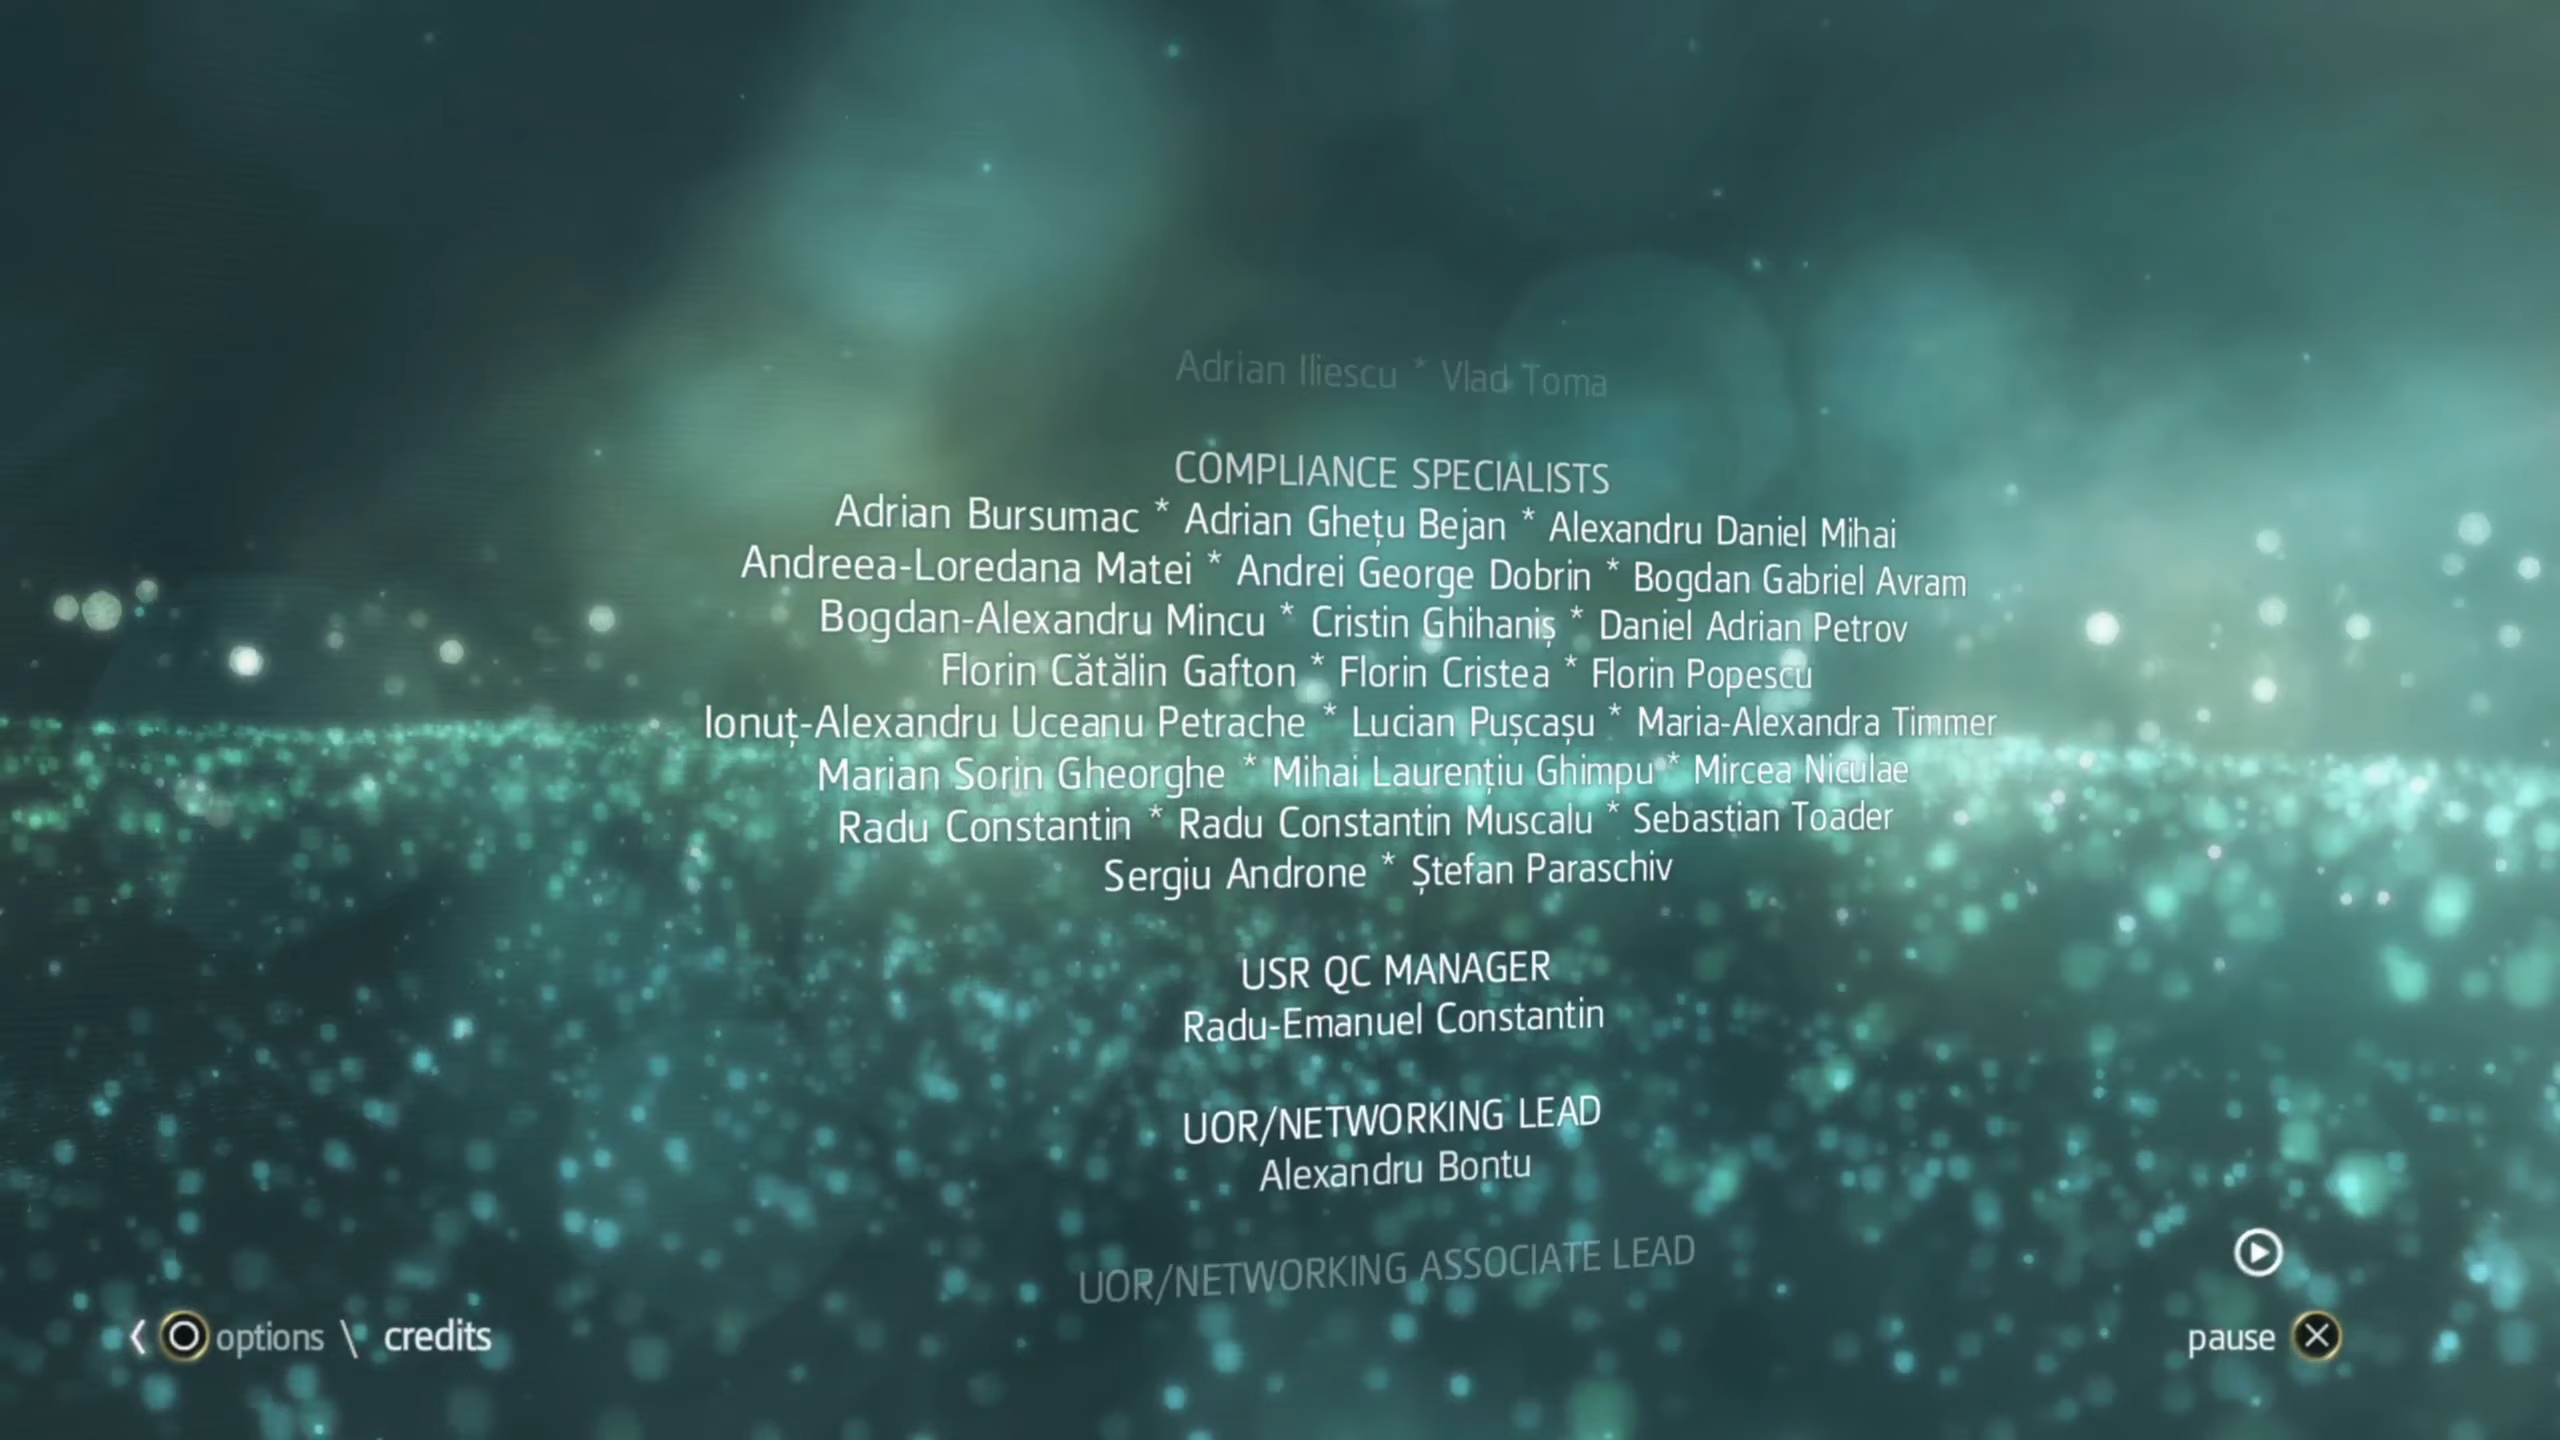 Adrian Iliescu * Vlad Toma
COMPLIANCE SPECIALISTS
Adrian Bursumac * Adrian Ghețu Bejan * Alexandru Daniel Mihai
Andreea-Loredana Matei * Andrei George Dobrin * Bogdan Gabriel Avram
Bogdan-Alexandru Mincu * Cristin Ghihaniș * Daniel Adrian Petrov
Florin Cătălin Gafton * Florin Cristea * Florin Popescu
Ionuț-Alexandru Uceanu Petrache * Lucian Pușcașu * Maria-Alexandra Timmer
Marian Sorin Gheorghe * Mihai Laurențiu Ghimpu * Mircea Niculae
Radu Constantin * Radu Constantin Muscalu * Sebastian Toader
Sergiu Androne * Ștefan Paraschiv
USR QC MANAGER
Radu-Emanuel Constantin
UOR/NETWORKING LEAD
Alexandru Bontu
UOR/NETWORKING ASSOCIATE LEAD
options \ credits
pause